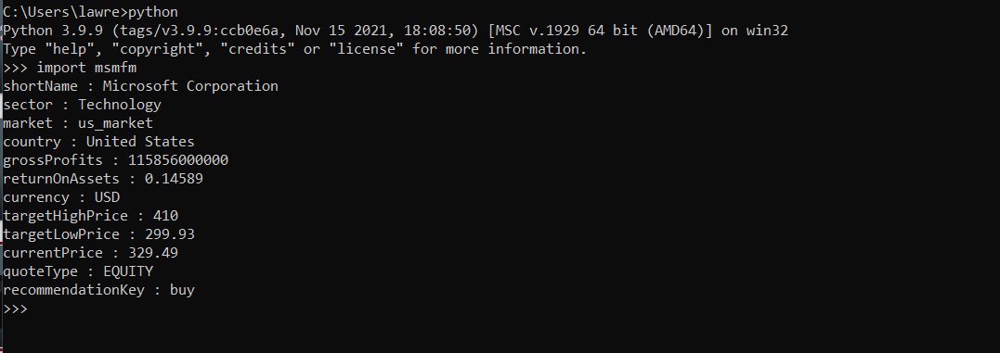 C:\Users\lawre>python
Python 3.9.9 (tags/v3.9.9:ccb0e6a, Nov 15 2021, 18:08:50) [MSC v.1929 64 bit (AMD64)] on win32
Type "help", "copyright", "credits" or "license" for more information.
>>> import msmfm
shortName : Microsoft Corporation
sector : Technology
market : us_market
country : United States
grossProfits : 115856000000
returnOnAssets : 0.14589
currency : USD
targetHighPrice : 410
targetLowPrice : 299.93
currentPrice : 329.49
quoteType : EQUITY
recommendationKey : buy
>>>